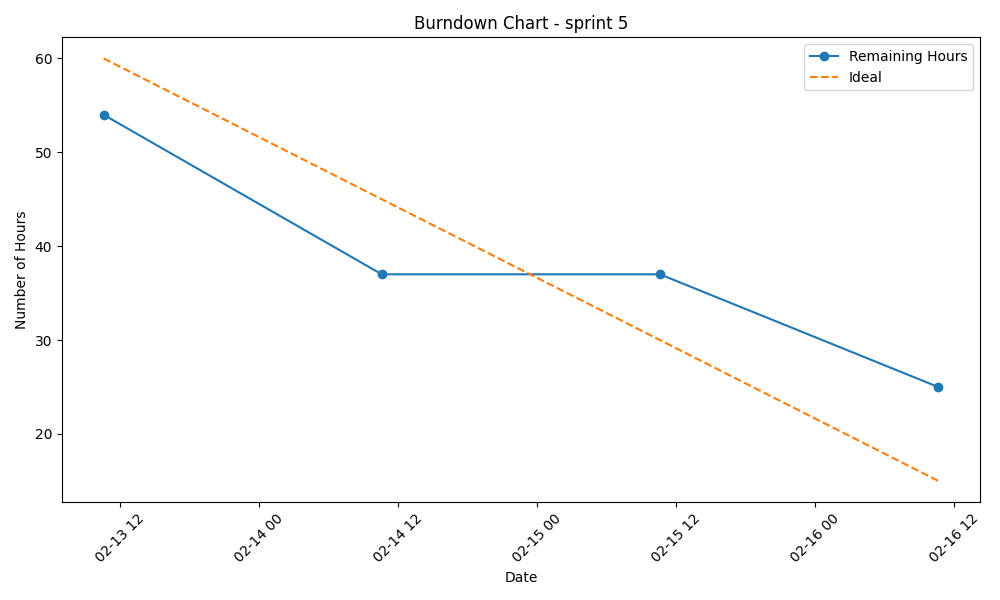 Burndown Chart - sprint 5
Remaining Hours
Ideal
Number of Hours
60
50
40
30
20
02-13 12
02-14 00
02-14 12
02-15 00
02-15 12
02-16 00
02-16 12
Date